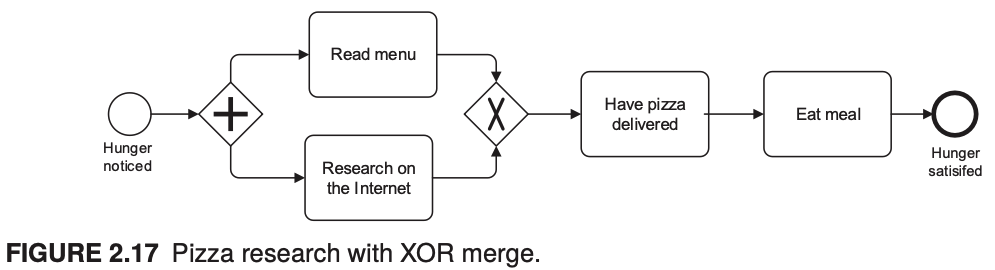 Read menu
Hunger
noticed
Research on
the Internet
Have pizza
delivered
Eat meal
Hunger
satisifed
FIGURE 2.17 Pizza research with XOR merge.